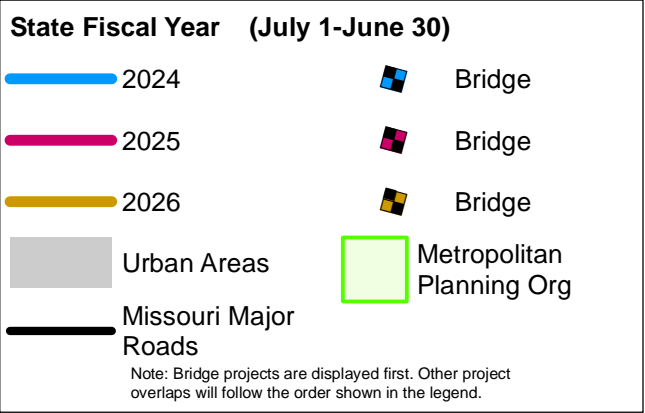 State Fiscal Year (July 1-June 30)
2024 Bridge
2025 Bridge
2026 Bridge
Urban Areas
Metropolitan
Planning Org
Missouri Major
Roads
Note: Bridge projects are displayed first. Other project
overlaps will follow the order shown in the legend.